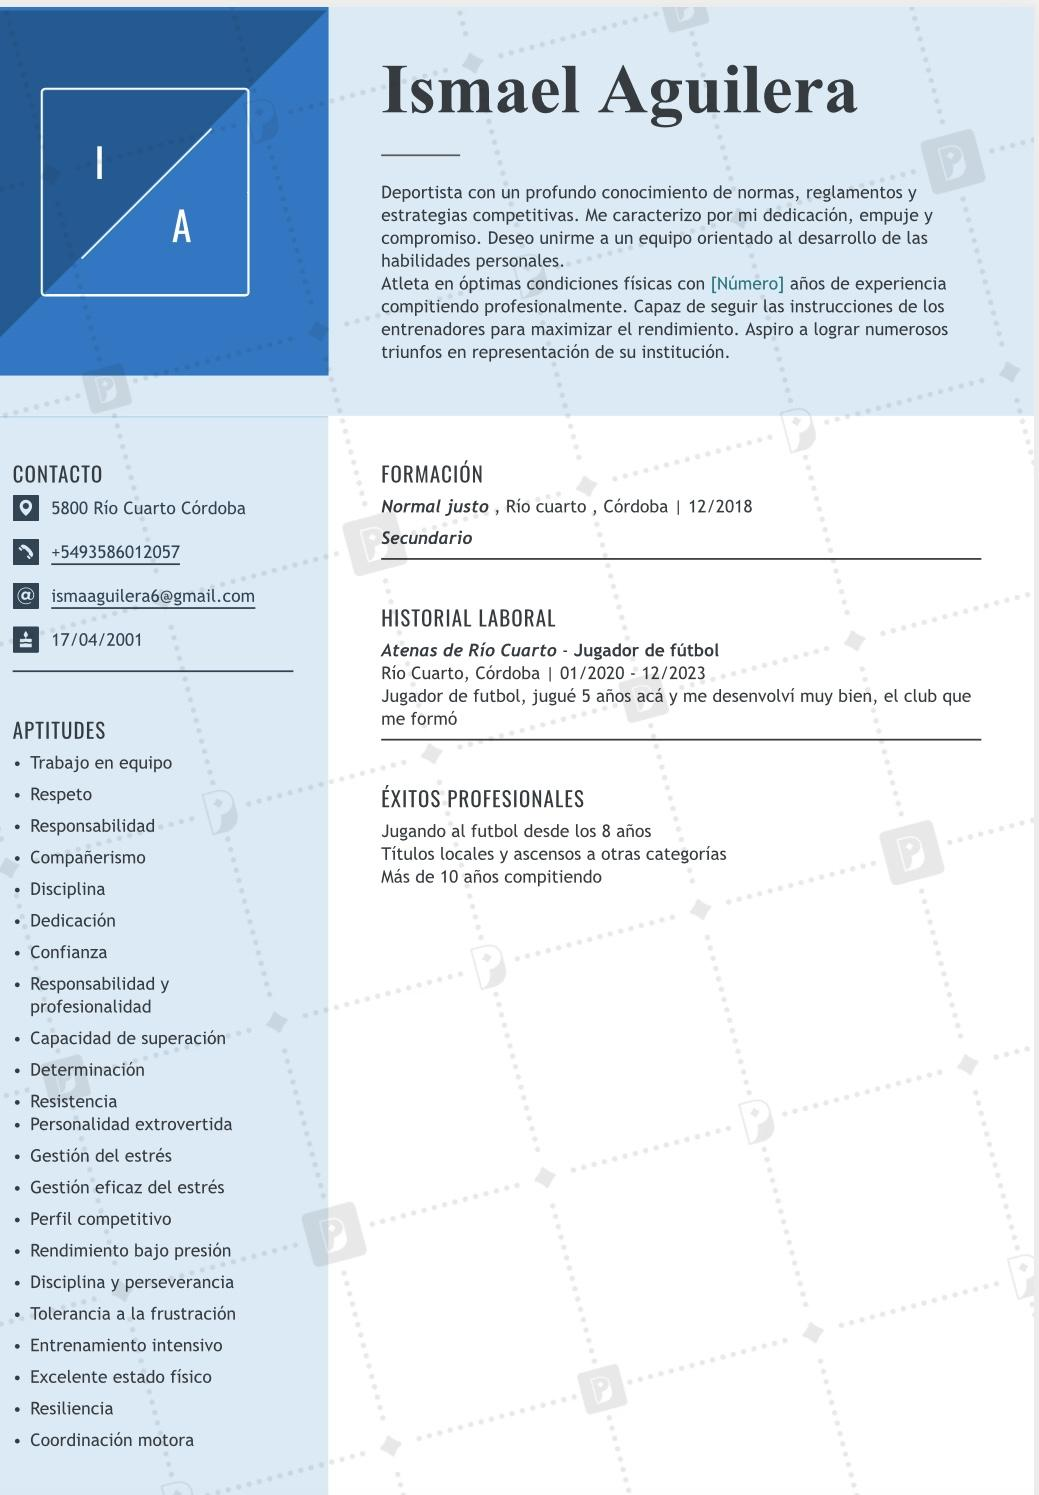 I
A
Ismael Aguilera
Deportista con un profundo conocimiento de normas, reglamentos y
estrategias competitivas. Me caracterizo por mi dedicación, empuje y
compromiso. Deseo unirme a un equipo orientado al desarrollo de las
habilidades personales.
Atleta en óptimas condiciones físicas con [Número] años de experiencia
compitiendo profesionalmente. Capaz de seguir las instrucciones de los
entrenadores para maximizar el rendimiento. Aspiro a lograr numerosos
triunfos en representación de su institución.
CONTACTO
5800 Río Cuarto Córdoba
+5493586012057
ismaaguilera6@gmail.com
17/04/2001
APTITUDES
• Trabajo en equipo
• Respeto
• Responsabilidad
• Compañerismo
• Disciplina
• Dedicación
• Confianza
• Responsabilidad y
profesionalidad
• Capacidad de superación
• Determinación
• Resistencia
• Personalidad extrovertida
• Gestión del estrés
• Gestión eficaz del estrés
• Perfil competitivo
• Rendimiento bajo presión
• Disciplina y perseverancia
• Tolerancia a la frustración
• Entrenamiento intensivo
• Excelente estado físico
• Resiliencia
• Coordinación motora
FORMACIÓN
Normal justo , Río cuarto , Córdoba | 12/2018
Secundario
HISTORIAL LABORAL
Atenas de Río Cuarto - Jugador de fútbol
Río Cuarto, Córdoba | 01/2020 - 12/2023
Jugador de futbol, jugué 5 años acá y me desenvolví muy bien, el club que
me formó
ÉXITOS PROFESIONALES
Jugando al futbol desde los 8 años
Títulos locales y ascensos a otras categorías
Más de 10 años compitiendo